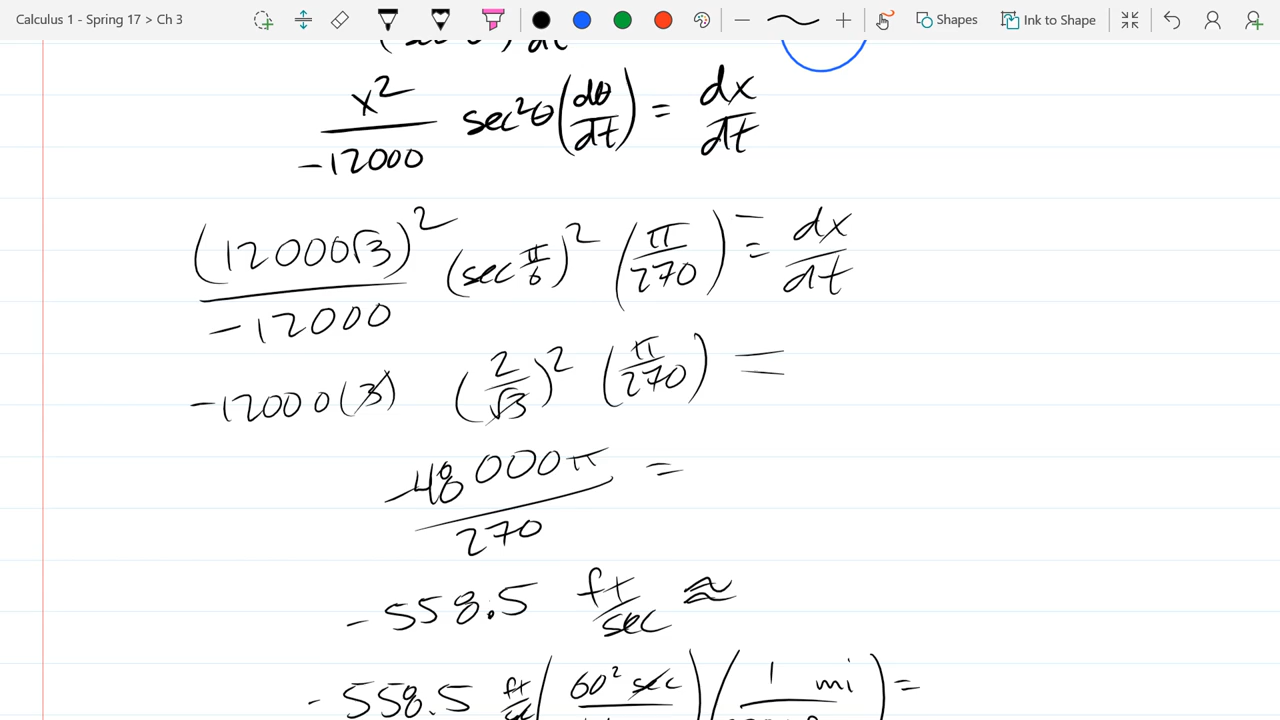 Calculus 1 - Spring 17 > Ch 3 Shapes Ink to Shape
x² / -12000 sec²θ (dθ/dt) = dx/dt
(12000√3)² / -12000 (sec π/6)² (π/270) = dx/dt
-12000(3) (2/√3)² (π/270) =
-48000π / 270 =
-558.5 ft/sec ≈
-558.5 ft (60² sec) (1 mi) =